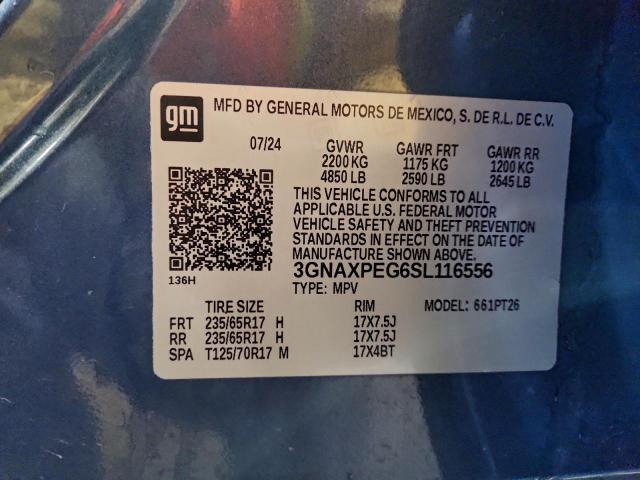 gm MFD BY GENERAL MOTORS DE MEXICO, S. DE R.L. DE C.V.
07/24 GVWR GAWR FRT GAWR RR
2200 KG 1175 KG 1200 KG
4850 LB 2590 LB 2645 LB
THIS VEHICLE CONFORMS TO ALL
APPLICABLE U.S. FEDERAL MOTOR
VEHICLE SAFETY AND THEFT PREVENTION
STANDARDS IN EFFECT ON THE DATE OF
MANUFACTURE SHOWN ABOVE.
136H 3GNAXPEG6SL116556
TYPE: MPV
TIRE SIZE RIM MODEL: 661PT26
FRT 235/65R17 H 17X7.5J
RR 235/65R17 H 17X7.5J
SPA T125/70R17 M 17X4BT